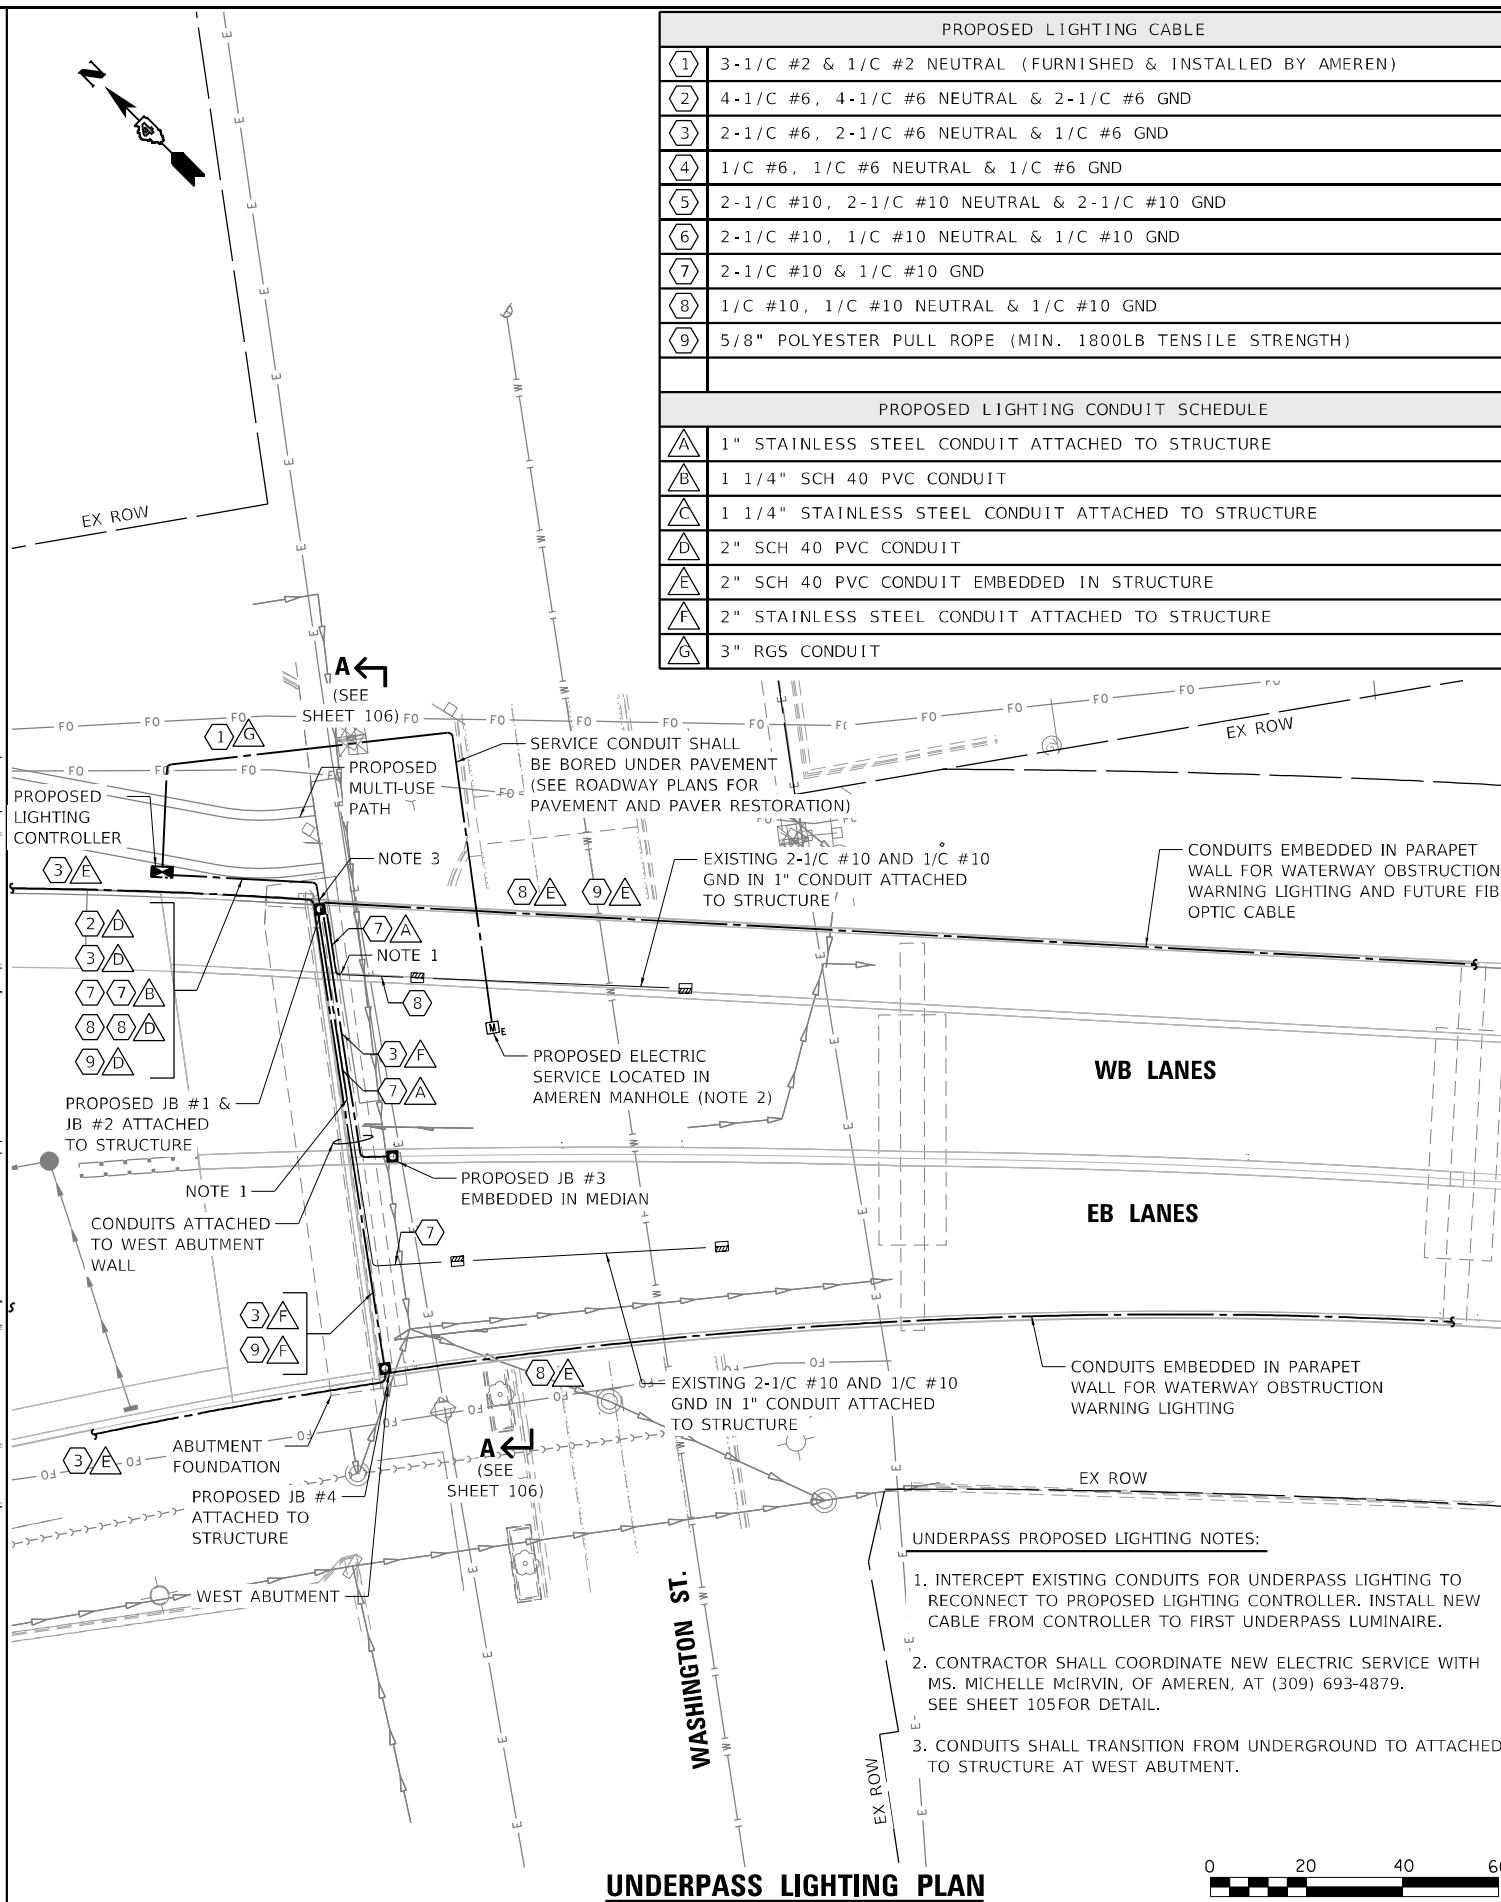 PROPOSED LIGHTING CABLE
1 3-1/C #2 & 1/C #2 NEUTRAL (FURNISHED & INSTALLED BY AMEREN)
2 4-1/C #6, 4-1/C #6 NEUTRAL & 2-1/C #6 GND
3 2-1/C #6, 2-1/C #6 NEUTRAL & 1/C #6 GND
4 1/C #6, 1/C #6 NEUTRAL & 1/C #6 GND
5 2-1/C #10, 2-1/C #10 NEUTRAL & 2-1/C #10 GND
6 2-1/C #10, 1/C #10 NEUTRAL & 1/C #10 GND
7 2-1/C #10 & 1/C #10 GND
8 1/C #10, 1/C #10 NEUTRAL & 1/C #10 GND
9 5/8" POLYESTER PULL ROPE (MIN. 1800LB TENSILE STRENGTH)
PROPOSED LIGHTING CONDUIT SCHEDULE
A 1" STAINLESS STEEL CONDUIT ATTACHED TO STRUCTURE
B 1 1/4" SCH 40 PVC CONDUIT
C 1 1/4" STAINLESS STEEL CONDUIT ATTACHED TO STRUCTURE
D 2" SCH 40 PVC CONDUIT
E 2" SCH 40 PVC CONDUIT EMBEDDED IN STRUCTURE
F 2" STAINLESS STEEL CONDUIT ATTACHED TO STRUCTURE
G 3" RGS CONDUIT
N
EX ROW
A
(SEE
SHEET 106)
1 G
FO FO FO FO FO FO FO FO FO FO FO FO
EX ROW
SERVICE CONDUIT SHALL
BE BORED UNDER PAVEMENT
(SEE ROADWAY PLANS FOR
PAVEMENT AND PAVER RESTORATION)
PROPOSED
MULTI-USE
PATH
PROPOSED
LIGHTING
CONTROLLER
NOTE 3
3 E
8 E 9 E
EXISTING 2-1/C #10 AND 1/C #10
GND IN 1" CONDUIT ATTACHED
TO STRUCTURE
CONDUITS EMBEDDED IN PARAPET
WALL FOR WATERWAY OBSTRUCTION
WARNING LIGHTING AND FUTURE FIB
OPTIC CABLE
2 D
3 D
7 7 B
8 8 D
9 D
7 A
NOTE 1
8
3 F
7 A
M E
PROPOSED ELECTRIC
SERVICE LOCATED IN
AMEREN MANHOLE (NOTE 2)
WB LANES
PROPOSED JB #1 &
JB #2 ATTACHED
TO STRUCTURE
PROPOSED JB #3
EMBEDDED IN MEDIAN
NOTE 1
CONDUITS ATTACHED
TO WEST ABUTMENT
WALL
7
EB LANES
3 F
9 F
8 E
EXISTING 2-1/C #10 AND 1/C #10
GND IN 1" CONDUIT ATTACHED
TO STRUCTURE
CONDUITS EMBEDDED IN PARAPET
WALL FOR WATERWAY OBSTRUCTION
WARNING LIGHTING
3 E
ABUTMENT
FOUNDATION
A
(SEE
SHEET 106)
PROPOSED JB #4
ATTACHED TO
STRUCTURE
EX ROW
WEST ABUTMENT
WASHINGTON ST.
EX ROW
UNDERPASS PROPOSED LIGHTING NOTES:
1. INTERCEPT EXISTING CONDUITS FOR UNDERPASS LIGHTING TO
RECONNECT TO PROPOSED LIGHTING CONTROLLER. INSTALL NEW
CABLE FROM CONTROLLER TO FIRST UNDERPASS LUMINAIRE.
2. CONTRACTOR SHALL COORDINATE NEW ELECTRIC SERVICE WITH
MS. MICHELLE McIRVIN, OF AMEREN, AT (309) 693-4879.
SEE SHEET 105FOR DETAIL.
3. CONDUITS SHALL TRANSITION FROM UNDERGROUND TO ATTACHED
TO STRUCTURE AT WEST ABUTMENT.
UNDERPASS LIGHTING PLAN
0 20 40 60